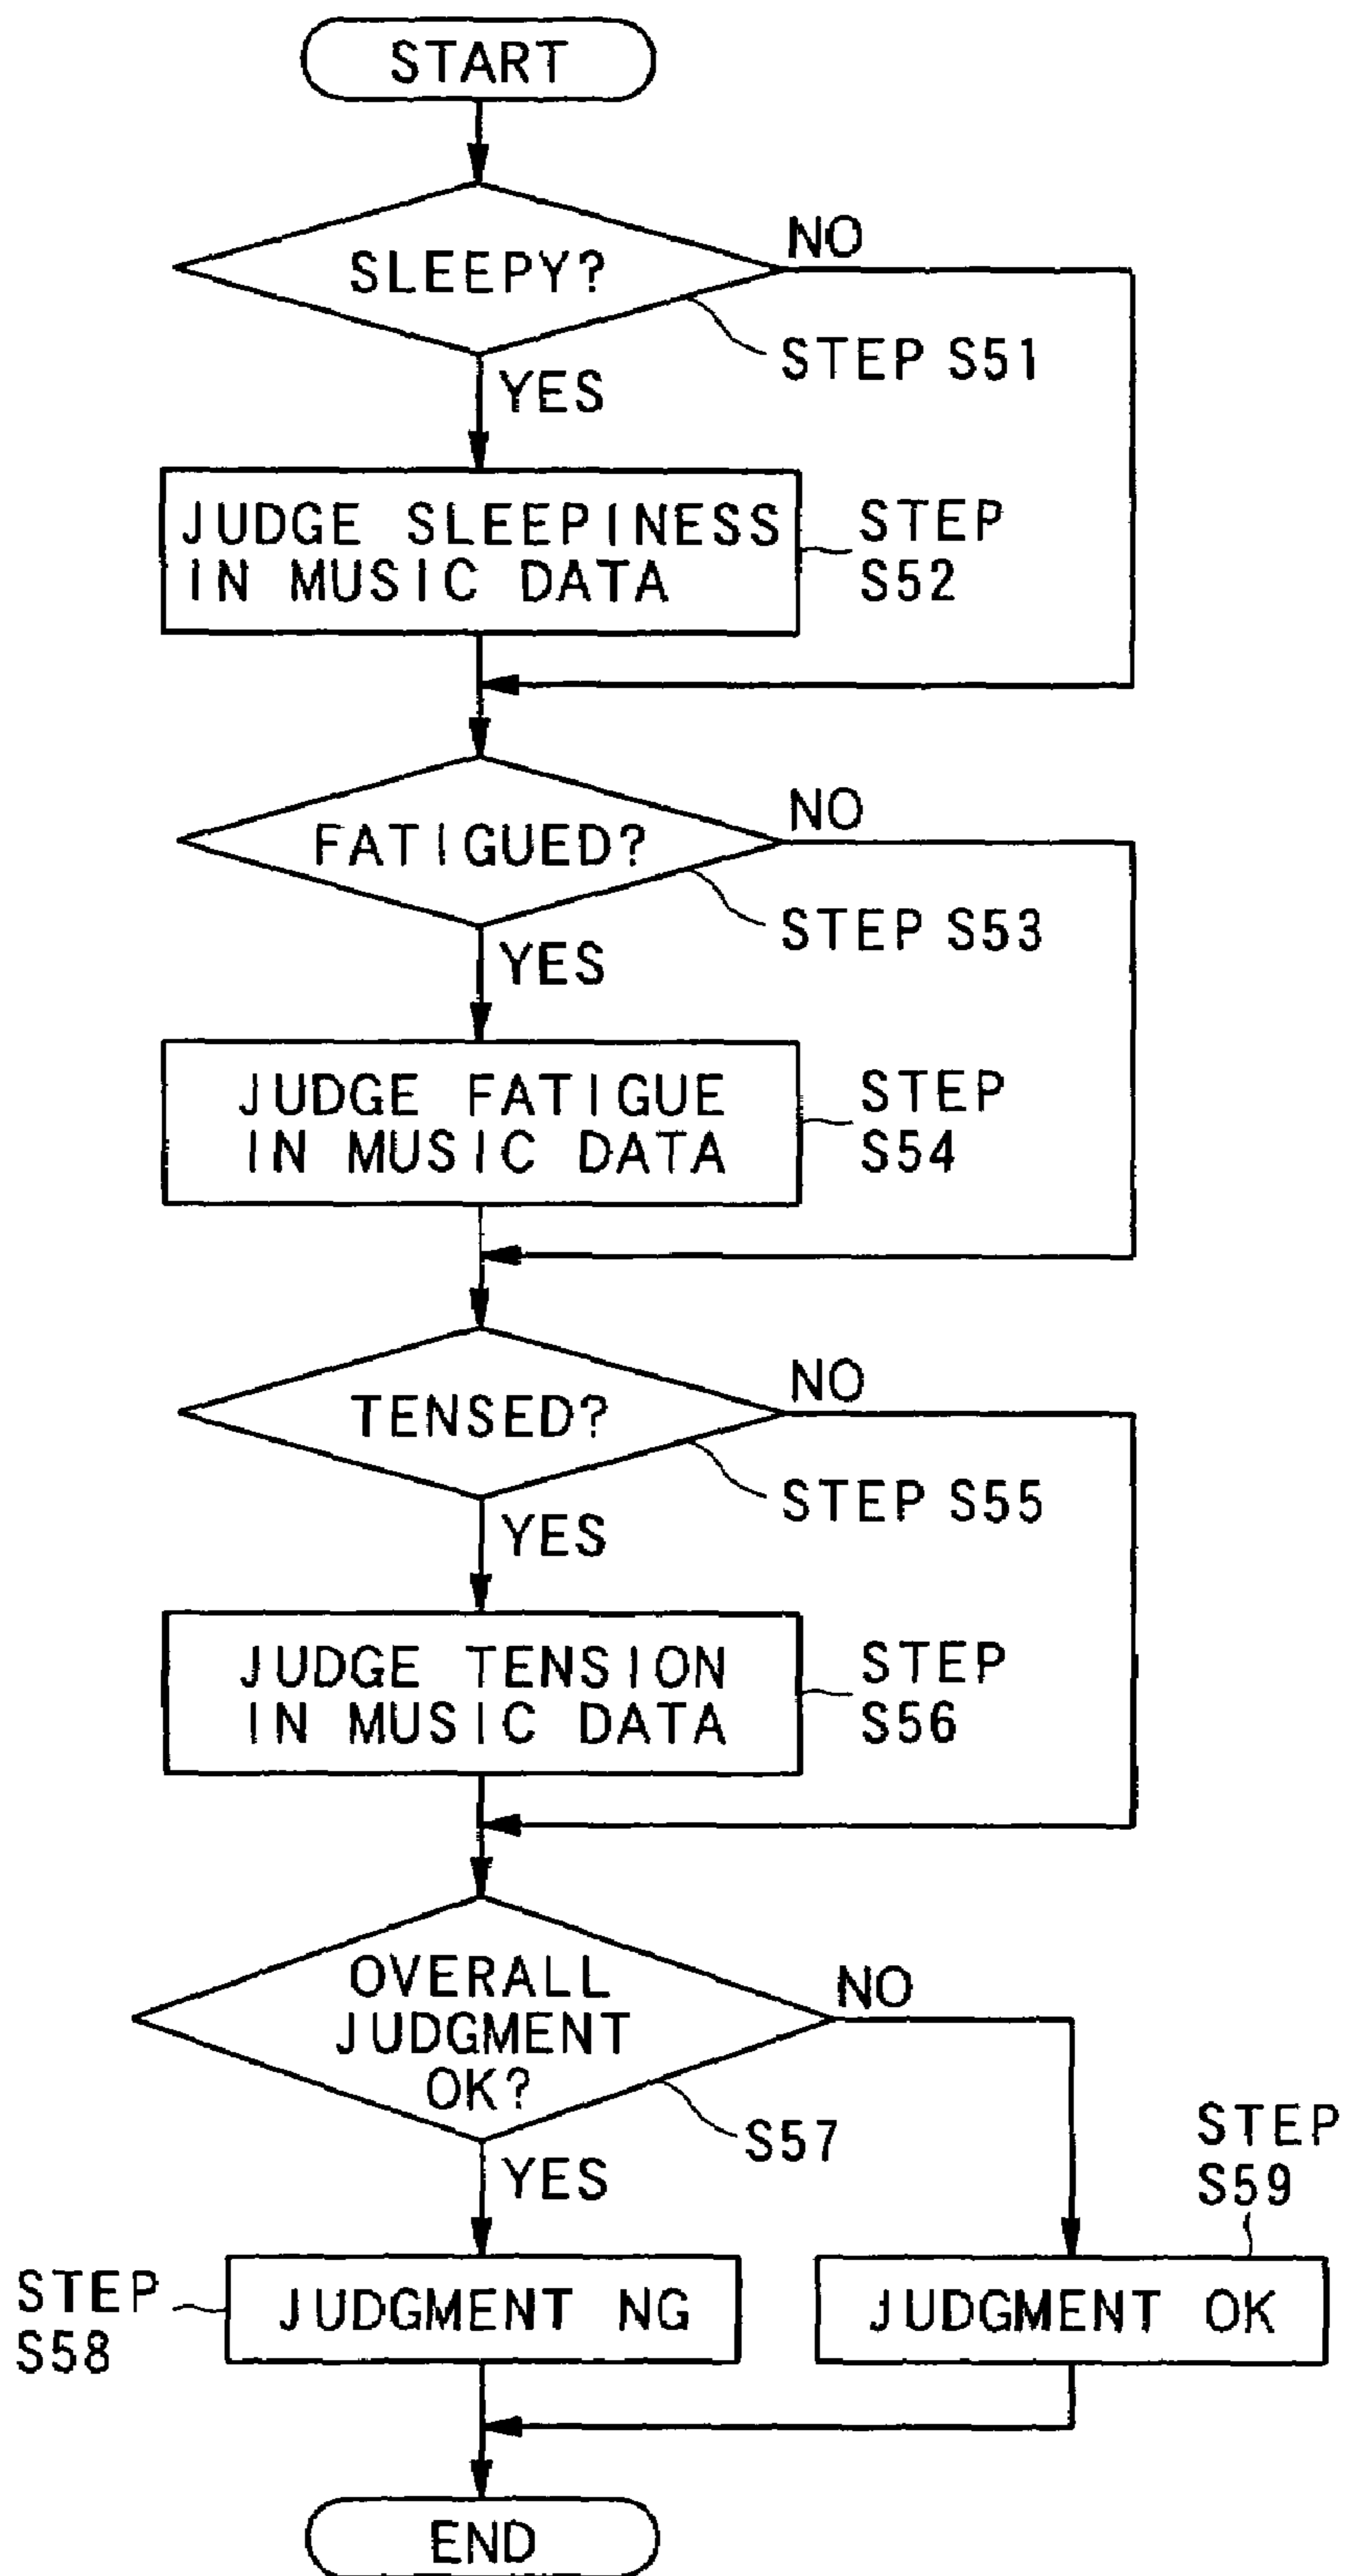 START
SLEEPY?
NO
STEP S51
YES
JUDGE SLEEPINESS
IN MUSIC DATA
STEP
S52
FATIGUED?
NO
STEP S53
YES
JUDGE FATIGUE
IN MUSIC DATA
STEP
S54
TENSED?
NO
STEP S55
YES
JUDGE TENSION
IN MUSIC DATA
STEP
S56
OVERALL
JUDGMENT
OK?
NO
S57
YES
STEP
S59
STEP
S58
JUDGMENT NG
JUDGMENT OK
END